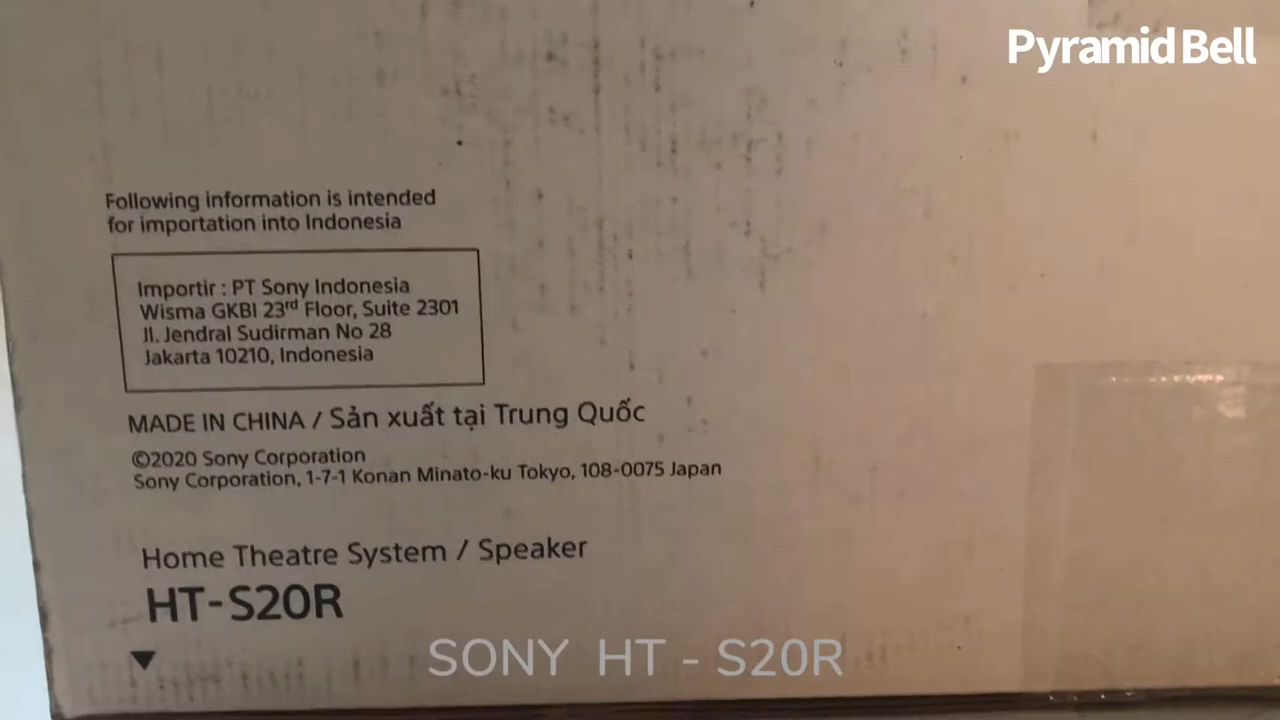 Pyramid Bell
Following information is intended
for importation into Indonesia
Importir : PT Sony Indonesia
Wisma GKBI 23rd Floor, Suite 2301
Jl. Jendral Sudirman No 28
Jakarta 10210, Indonesia
MADE IN CHINA / Sản xuất tại Trung Quốc
©2020 Sony Corporation
Sony Corporation, 1-7-1 Konan Minato-ku Tokyo, 108-0075 Japan
Home Theatre System / Speaker
HT-S20R
SONY HT - S20R